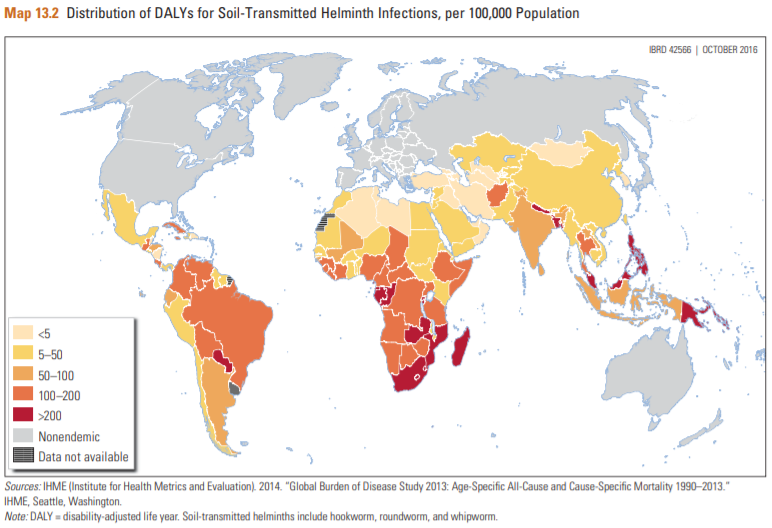 Map 13.2 Distribution of DALYs for Soil-Transmitted Helminth Infections, per 100,000 Population
IBRD 42566 | OCTOBER 2016
<5
5–50
50–100
100–200
>200
Nonendemic
Data not available
Sources: IHME (Institute for Health Metrics and Evaluation). 2014. "Global Burden of Disease Study 2013: Age-Specific All-Cause and Cause-Specific Mortality 1990–2013."
IHME, Seattle, Washington.
Note: DALY = disability-adjusted life year. Soil-transmitted helminths include hookworm, roundworm, and whipworm.